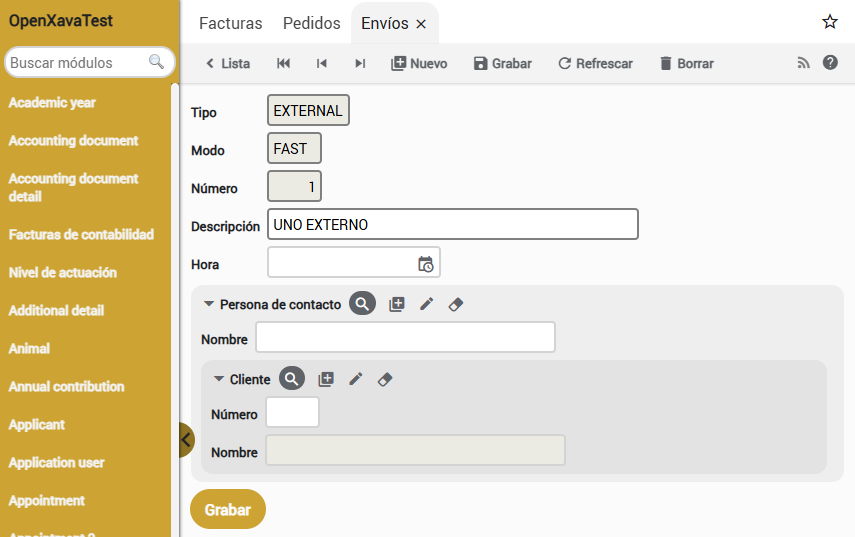 OpenXavaTest
Facturas Pedidos Envíos ×
Buscar módulos
Lista Nuevo Grabar Refrescar Borrar
Academic year
Accounting document
Accounting document
detail
Facturas de contabilidad
Nivel de actuación
Additional detail
Animal
Annual contribution
Applicant
Application user
Appointment
Appointment 2
Tipo EXTERNAL
Modo FAST
Número 1
Descripción UNO EXTERNO
Hora
Persona de contacto
Nombre
Cliente
Número
Nombre
Grabar